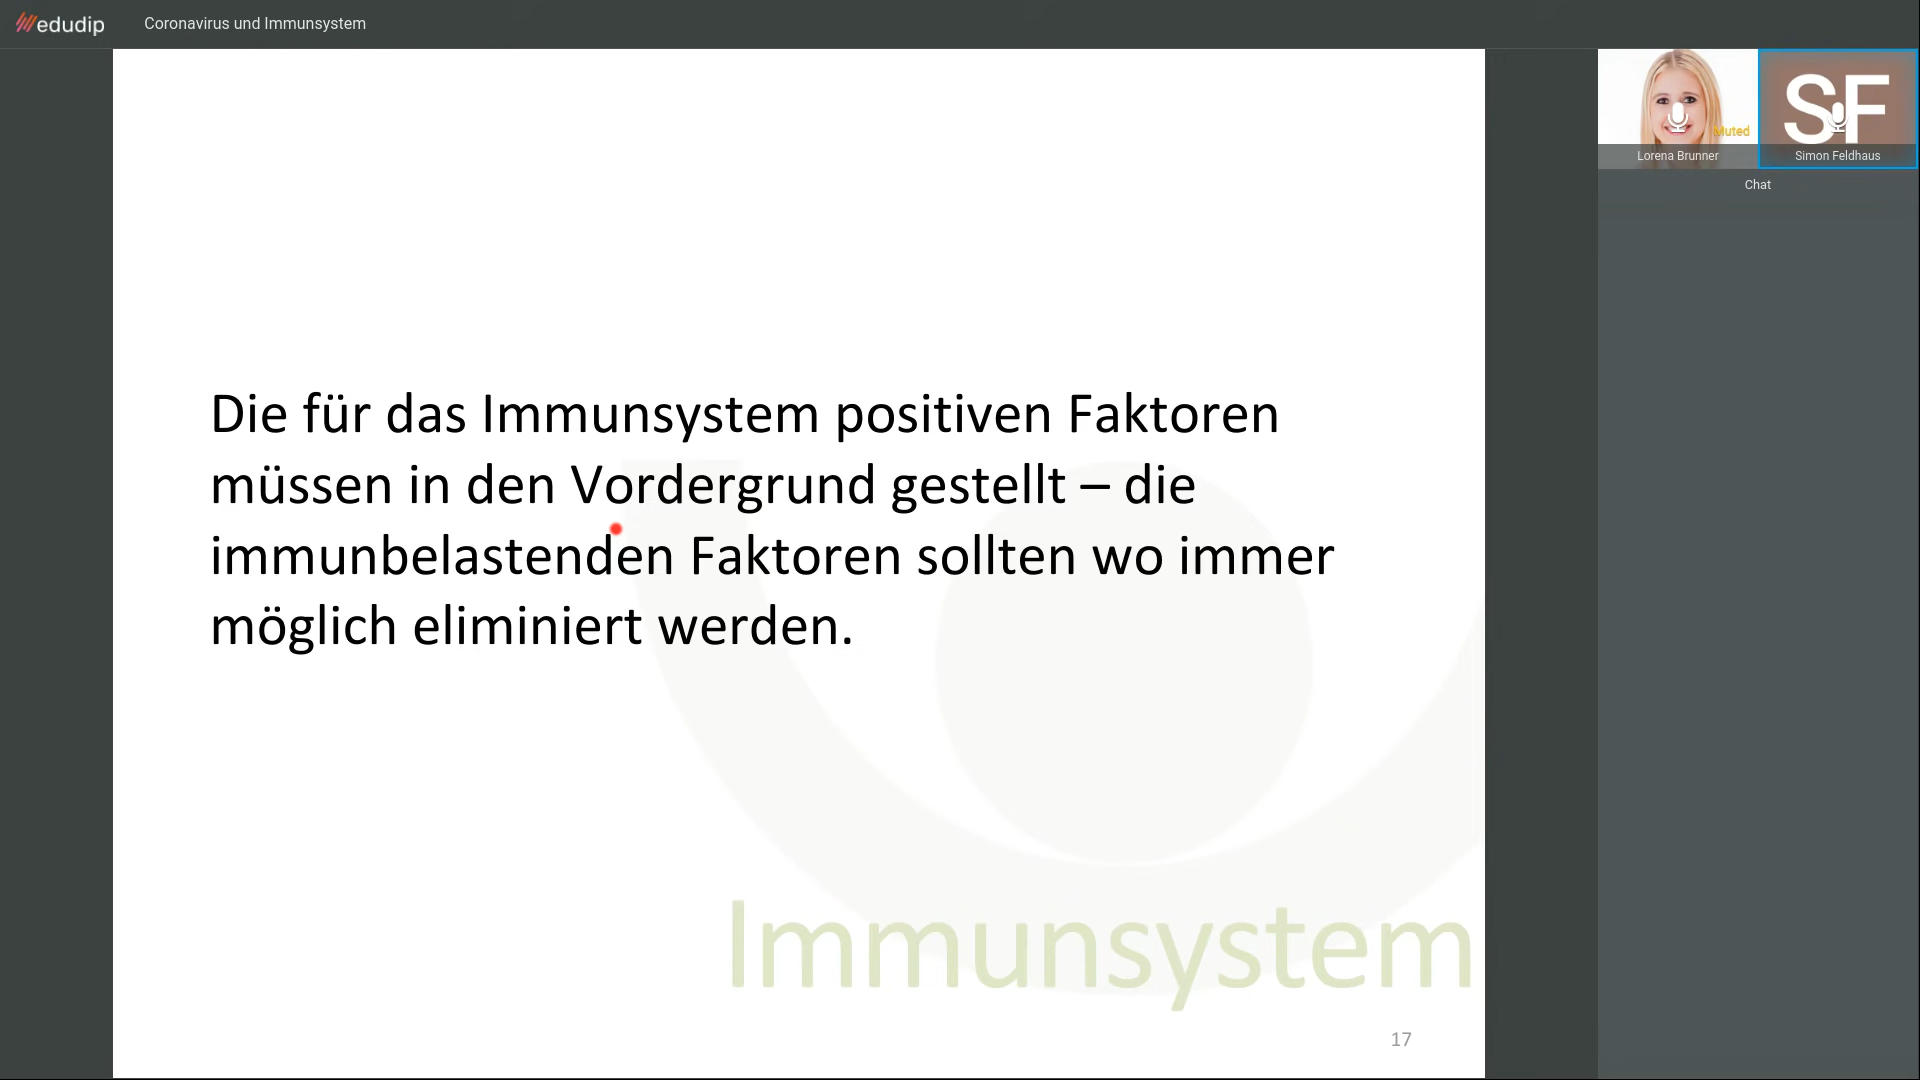 edudip
Coronavirus und Immunsystem
Muted
SF
Lorena Brunner
Simon Feldhaus
Chat
Die für das Immunsystem positiven Faktoren
müssen in den Vordergrund gestellt – die
immunbelastenden Faktoren sollten wo immer
möglich eliminiert werden.
Immunsystem
17